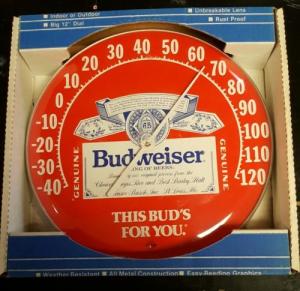 Indoor or Outdoor
Unbreakable Lens
Big 12" Dial
Rust Proof
-40
-30
-20
-10
0
10
20
30
40
50
60
70
80
90
100
110
120
GENUINE
GENUINE
Budweiser
KING OF BEERS
THIS BUD'S
FOR YOU.
Weather Resistant
All Metal Construction
Easy-Reading Graphics